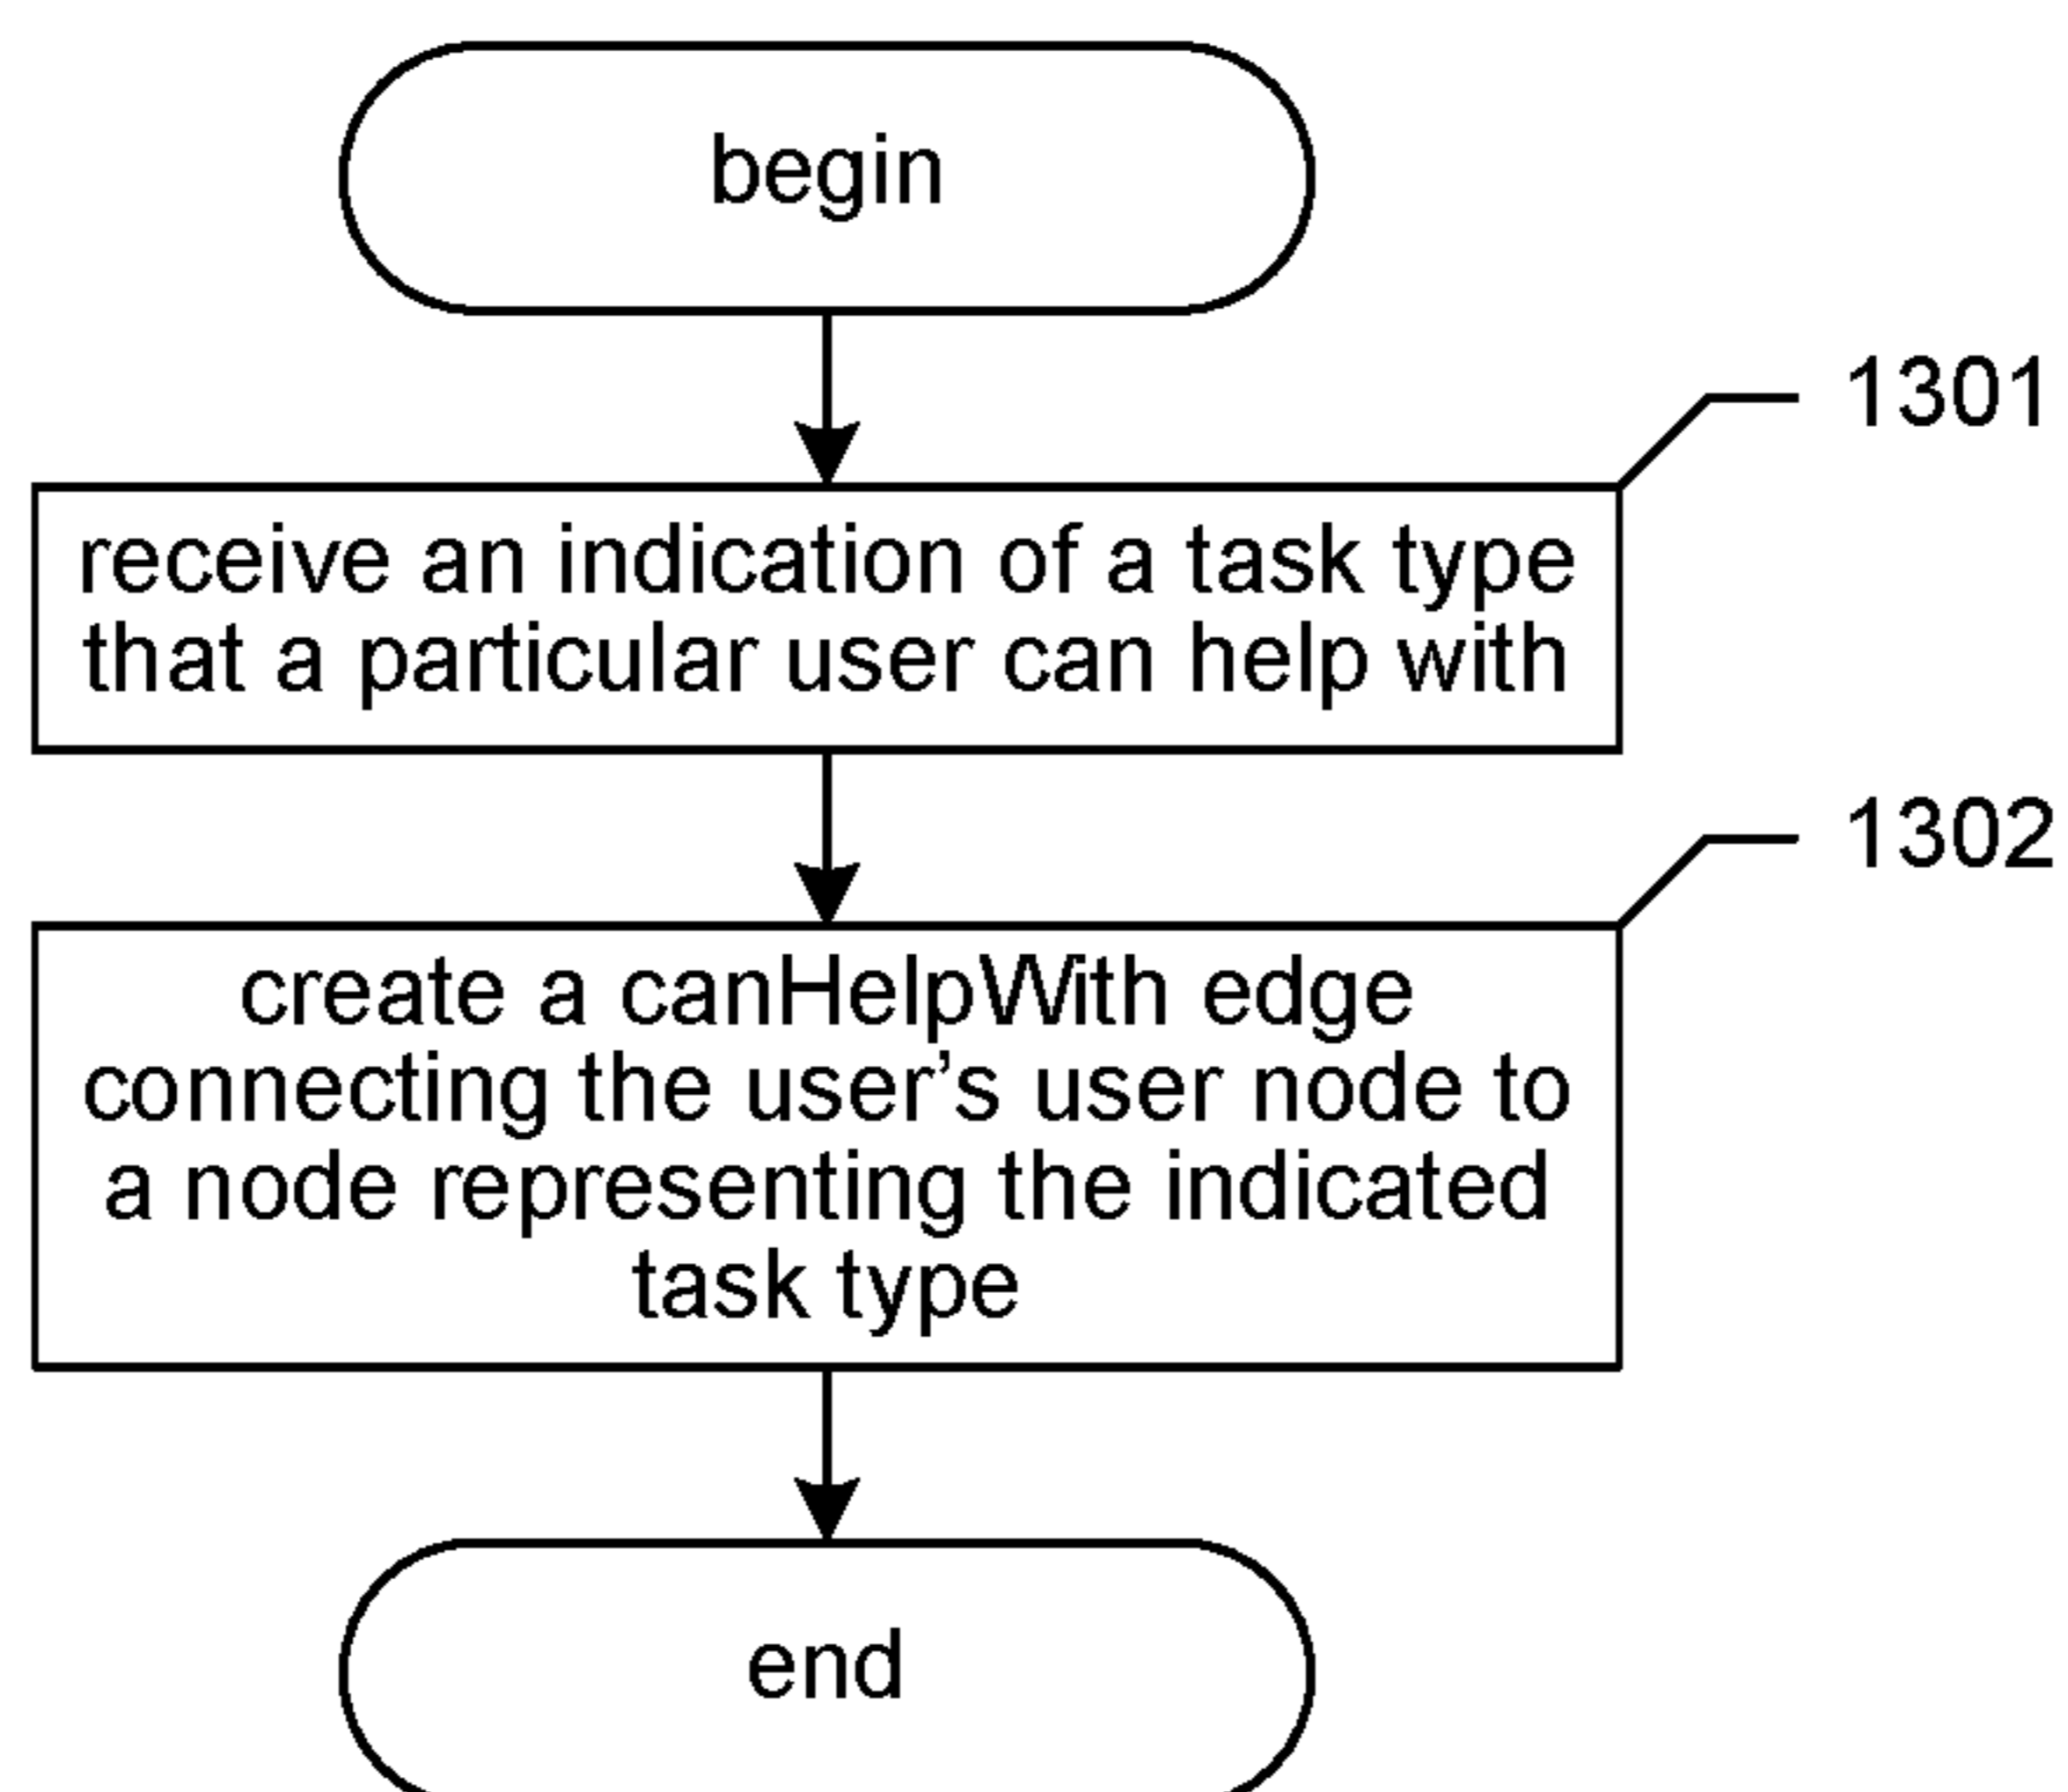 begin
1301
receive an indication of a task type
that a particular user can help with
1302
create a canHelpWith edge
connecting the user's user node to
a node representing the indicated
task type
end